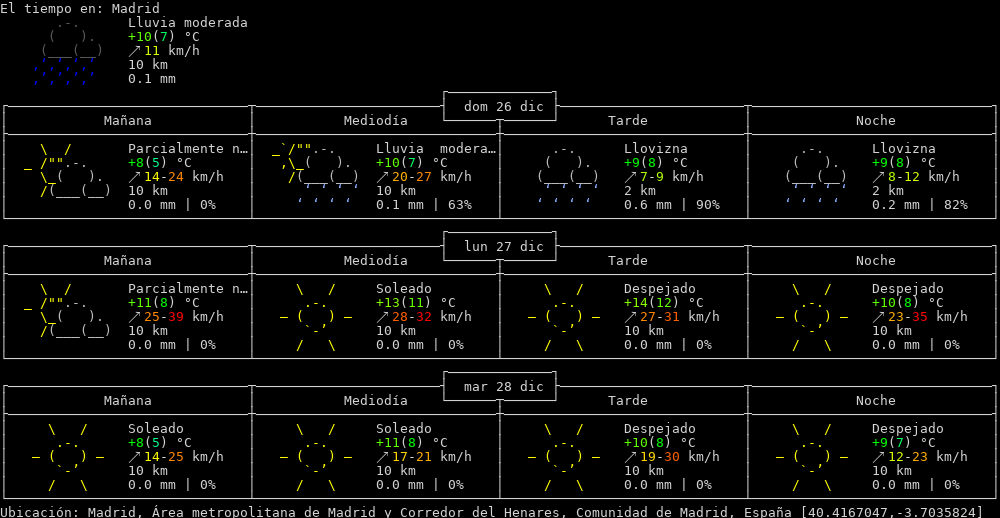 El tiempo en: Madrid
Lluvia moderada
+10(7) °C
↗ 11 km/h
10 km
0.1 mm
dom 26 dic
Mañana Mediodía Tarde Noche
Parcialmente n… Lluvia moderа… Llovizna Llovizna
+8(5) °C +10(7) °C +9(8) °C +9(8) °C
↗ 14-24 km/h ↗ 20-27 km/h ↗ 7-9 km/h ↗ 8-12 km/h
10 km 10 km 2 km 2 km
0.0 mm | 0% 0.1 mm | 63% 0.6 mm | 90% 0.2 mm | 82%
lun 27 dic
Mañana Mediodía Tarde Noche
Parcialmente n… Soleado Despejado Despejado
+11(8) °C +13(11) °C +14(12) °C +10(8) °C
↗ 25-39 km/h ↗ 28-32 km/h ↗ 27-31 km/h ↗ 23-35 km/h
10 km 10 km 10 km 10 km
0.0 mm | 0% 0.0 mm | 0% 0.0 mm | 0% 0.0 mm | 0%
mar 28 dic
Mañana Mediodía Tarde Noche
Soleado Soleado Despejado Despejado
+8(5) °C +11(8) °C +10(8) °C +9(7) °C
↗ 14-25 km/h ↗ 17-21 km/h ↗ 19-30 km/h ↗ 12-23 km/h
10 km 10 km 10 km 10 km
0.0 mm | 0% 0.0 mm | 0% 0.0 mm | 0% 0.0 mm | 0%
Ubicación: Madrid, Área metropolitana de Madrid y Corredor del Henares, Comunidad de Madrid, España [40.4167047,-3.7035824]